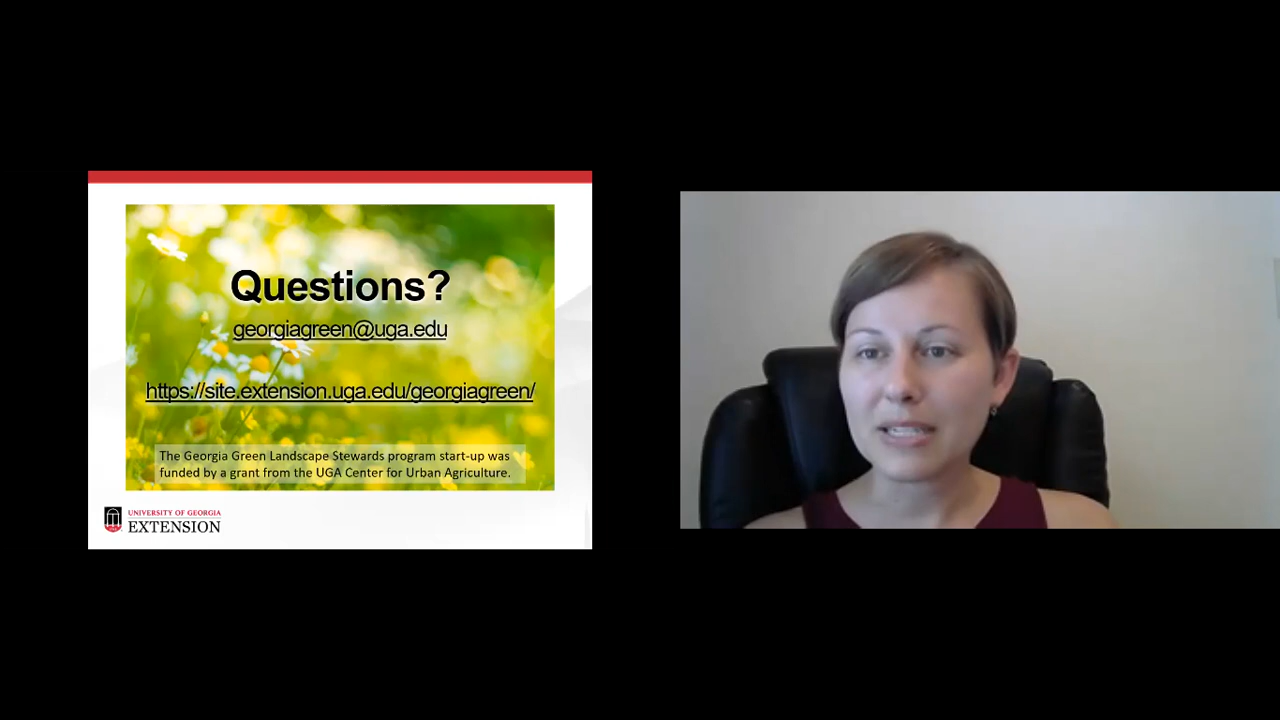 Questions?
georgiagreen@uga.edu
https://site.extension.uga.edu/georgiagreen/
The Georgia Green Landscape Stewards program start-up was
funded by a grant from the UGA Center for Urban Agriculture.
UNIVERSITY OF GEORGIA
EXTENSION